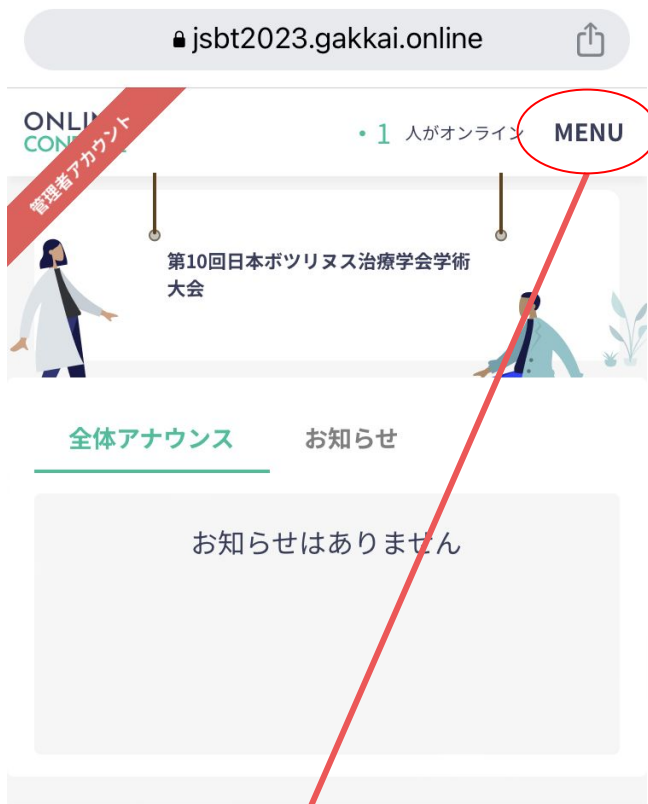 jsbt2023.gakkai.online
管理者アカウント
• 1 人がオンライン
MENU
第10回日本ボツリヌス治療学会学術
大会
全体アナウンス
お知らせ
お知らせはありません